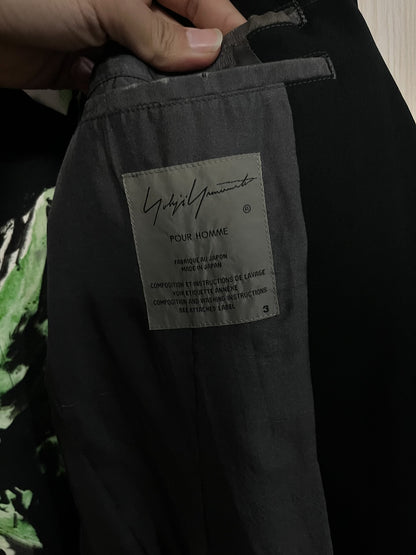 Yohji Yamamoto
®
POUR HOMME
FABRIQUE AU JAPON
MADE IN JAPAN
COMPOSITION ET INSTRUCTIONS DE LAVAGE
VOIR ETIQUETTE ANNEXE
COMPOSITION AND WASHING INSTRUCTIONS
SEE ATTACHED LABEL
3